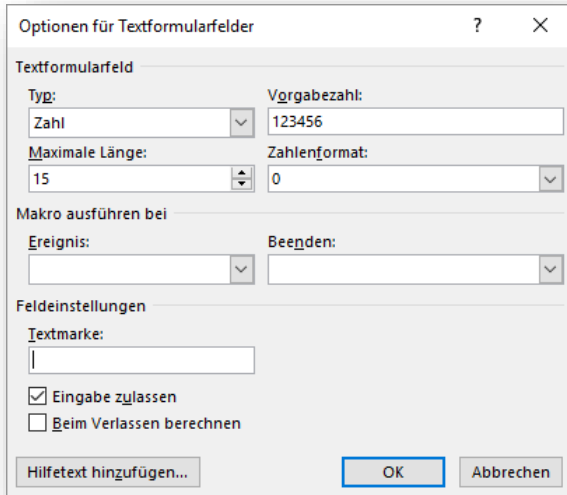 Optionen für Textformularfelder ?
Textformularfeld
Typ: Vorgabezahl:
Zahl 123456
Maximale Länge: Zahlenformat:
15 0
Makro ausführen bei
Ereignis: Beenden:
Feldeinstellungen
Textmarke:
Eingabe zulassen
Beim Verlassen berechnen
Hilfetext hinzufügen... OK Abbrechen